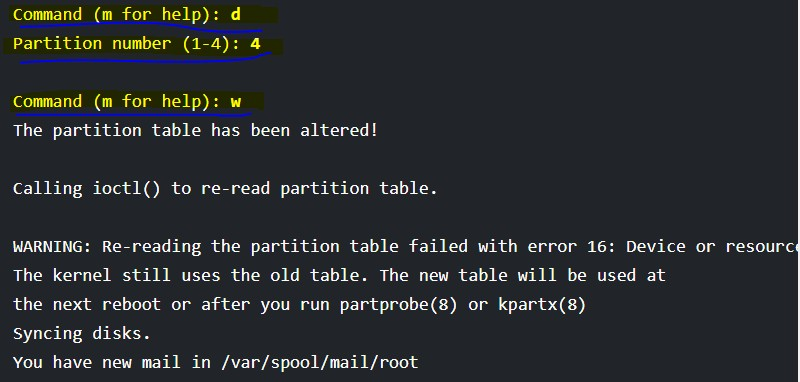 Command (m for help): d
Partition number (1-4): 4
Command (m for help): w
The partition table has been altered!
Calling ioctl() to re-read partition table.
WARNING: Re-reading the partition table failed with error 16: Device or resource
The kernel still uses the old table. The new table will be used at
the next reboot or after you run partprobe(8) or kpartx(8)
Syncing disks.
You have new mail in /var/spool/mail/root